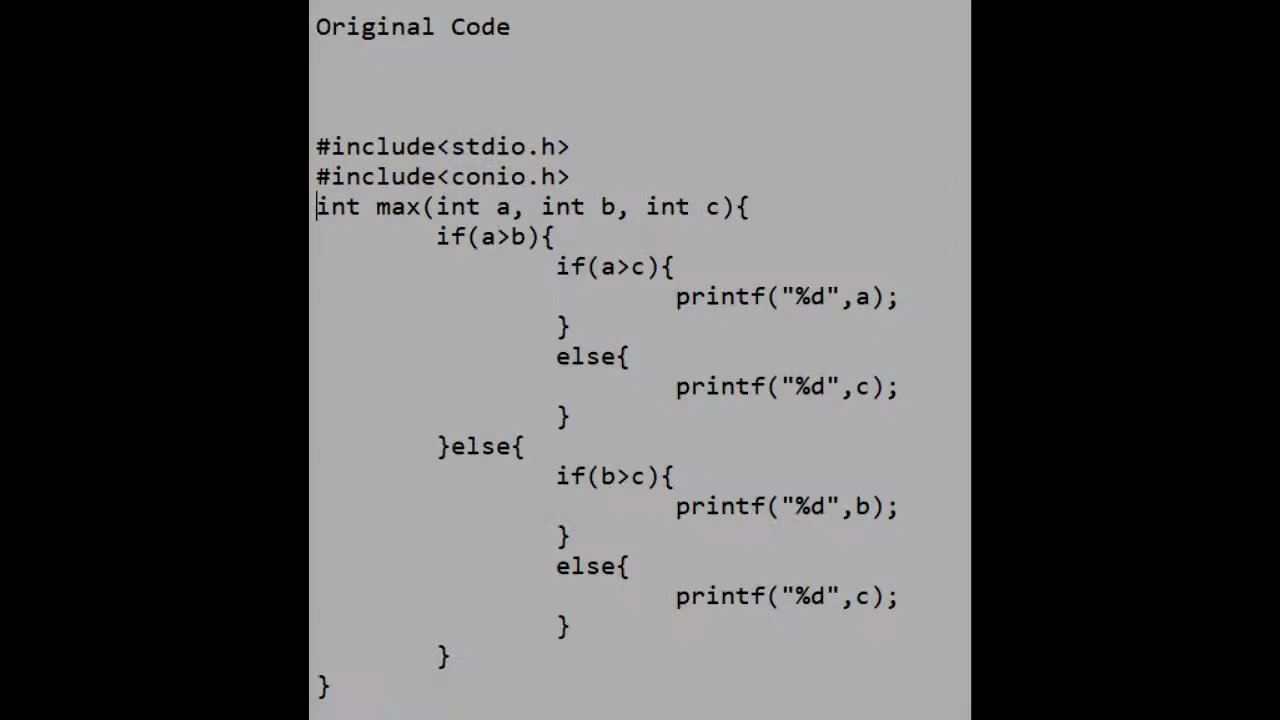 Original Code
#include<stdio.h>
#include<conio.h>
int max(int a, int b, int c){
if(a>b){
if(a>c){
printf("%d",a);
}
else{
printf("%d",c);
}
}else{
if(b>c){
printf("%d",b);
}
else{
printf("%d",c);
}
}
}